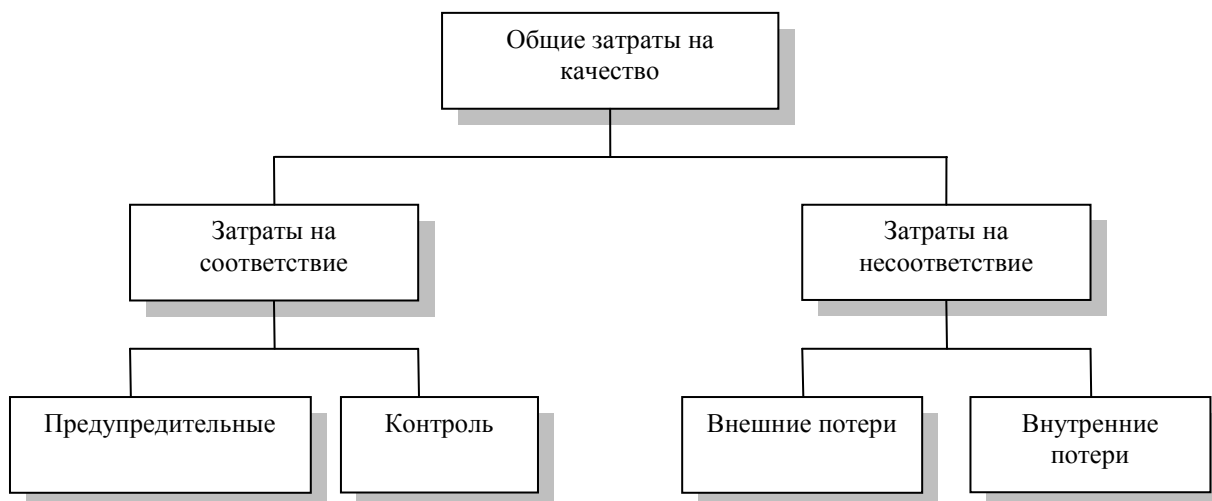 Общие затраты на
качество
Затраты на
соответствие
Затраты на
несоответствие
Предупредительные
Контроль
Внешние потери
Внутренние
потери